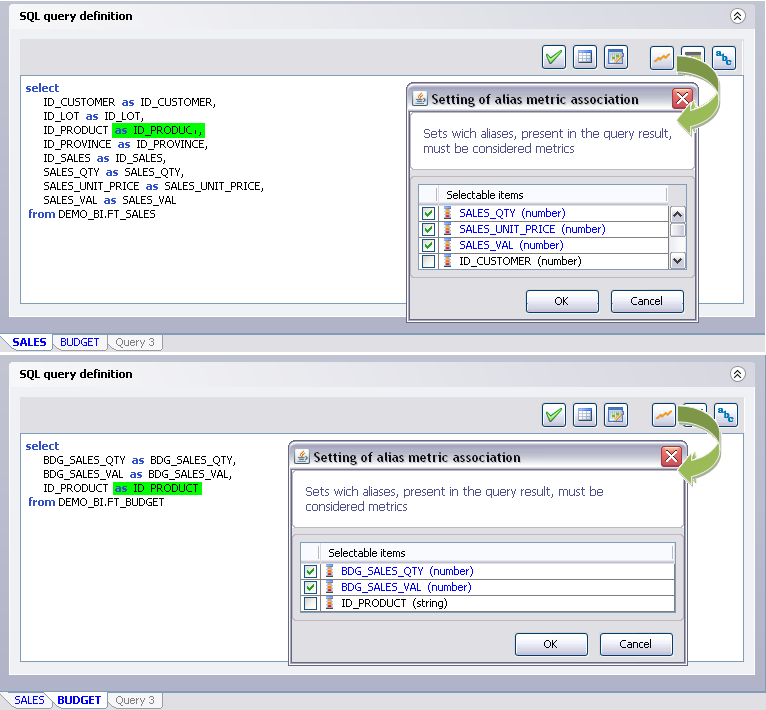 SQL query definition
select
ID_CUSTOMER as ID_CUSTOMER,
ID_LOT as ID_LOT,
ID_PRODUCT as ID_PRODUCT,
ID_PROVINCE as ID_PROVINCE,
ID_SALES as ID_SALES,
SALES_QTY as SALES_QTY,
SALES_UNIT_PRICE as SALES_UNIT_PRICE,
SALES_VAL as SALES_VAL
from DEMO_BI.FT_SALES
abc
Setting of alias metric association
Sets wich aliases, present in the query result,
must be considered metrics
Selectable items
SALES_QTY (number)
SALES_UNIT_PRICE (number)
SALES_VAL (number)
ID_CUSTOMER (number)
OK Cancel
SALES BUDGET Query 3
SQL query definition
select
BDG_SALES_QTY as BDG_SALES_QTY,
BDG_SALES_VAL as BDG_SALES_VAL,
ID_PRODUCT as ID_PRODUCT
from DEMO_BI.FT_BUDGET
abc
Setting of alias metric association
Sets wich aliases, present in the query result, must be
considered metrics
Selectable items
BDG_SALES_QTY (number)
BDG_SALES_VAL (number)
ID_PRODUCT (string)
OK Cancel
SALES BUDGET Query 3